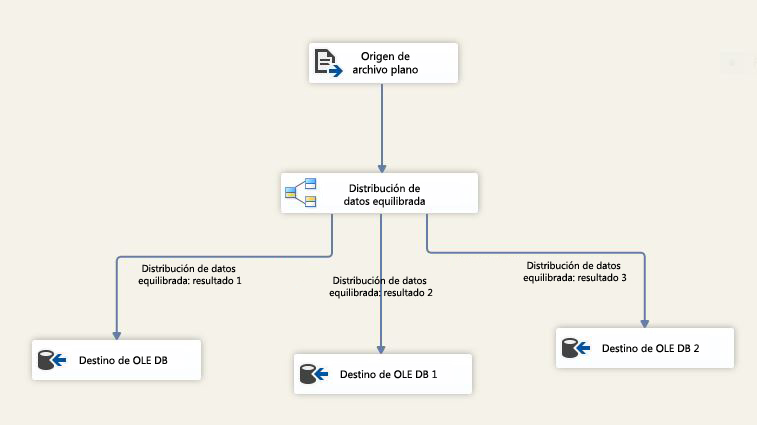 Origen de
archivo plano
Distribución de
datos equilibrada
Distribución de datos
equilibrada: resultado 1
Distribución de datos
equilibrada: resultado 2
Distribución de datos
equilibrada: resultado 3
Destino de OLE DB
Destino de OLE DB 1
Destino de OLE DB 2